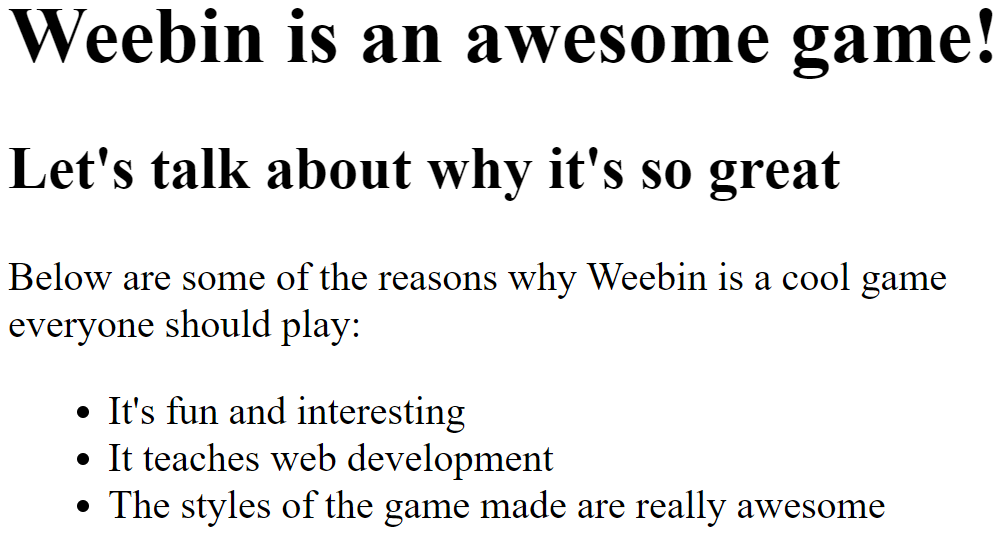 Weebin is an awesome game!
Let's talk about why it's so great
Below are some of the reasons why Weebin is a cool game
everyone should play:
• It's fun and interesting
• It teaches web development
• The styles of the game made are really awesome